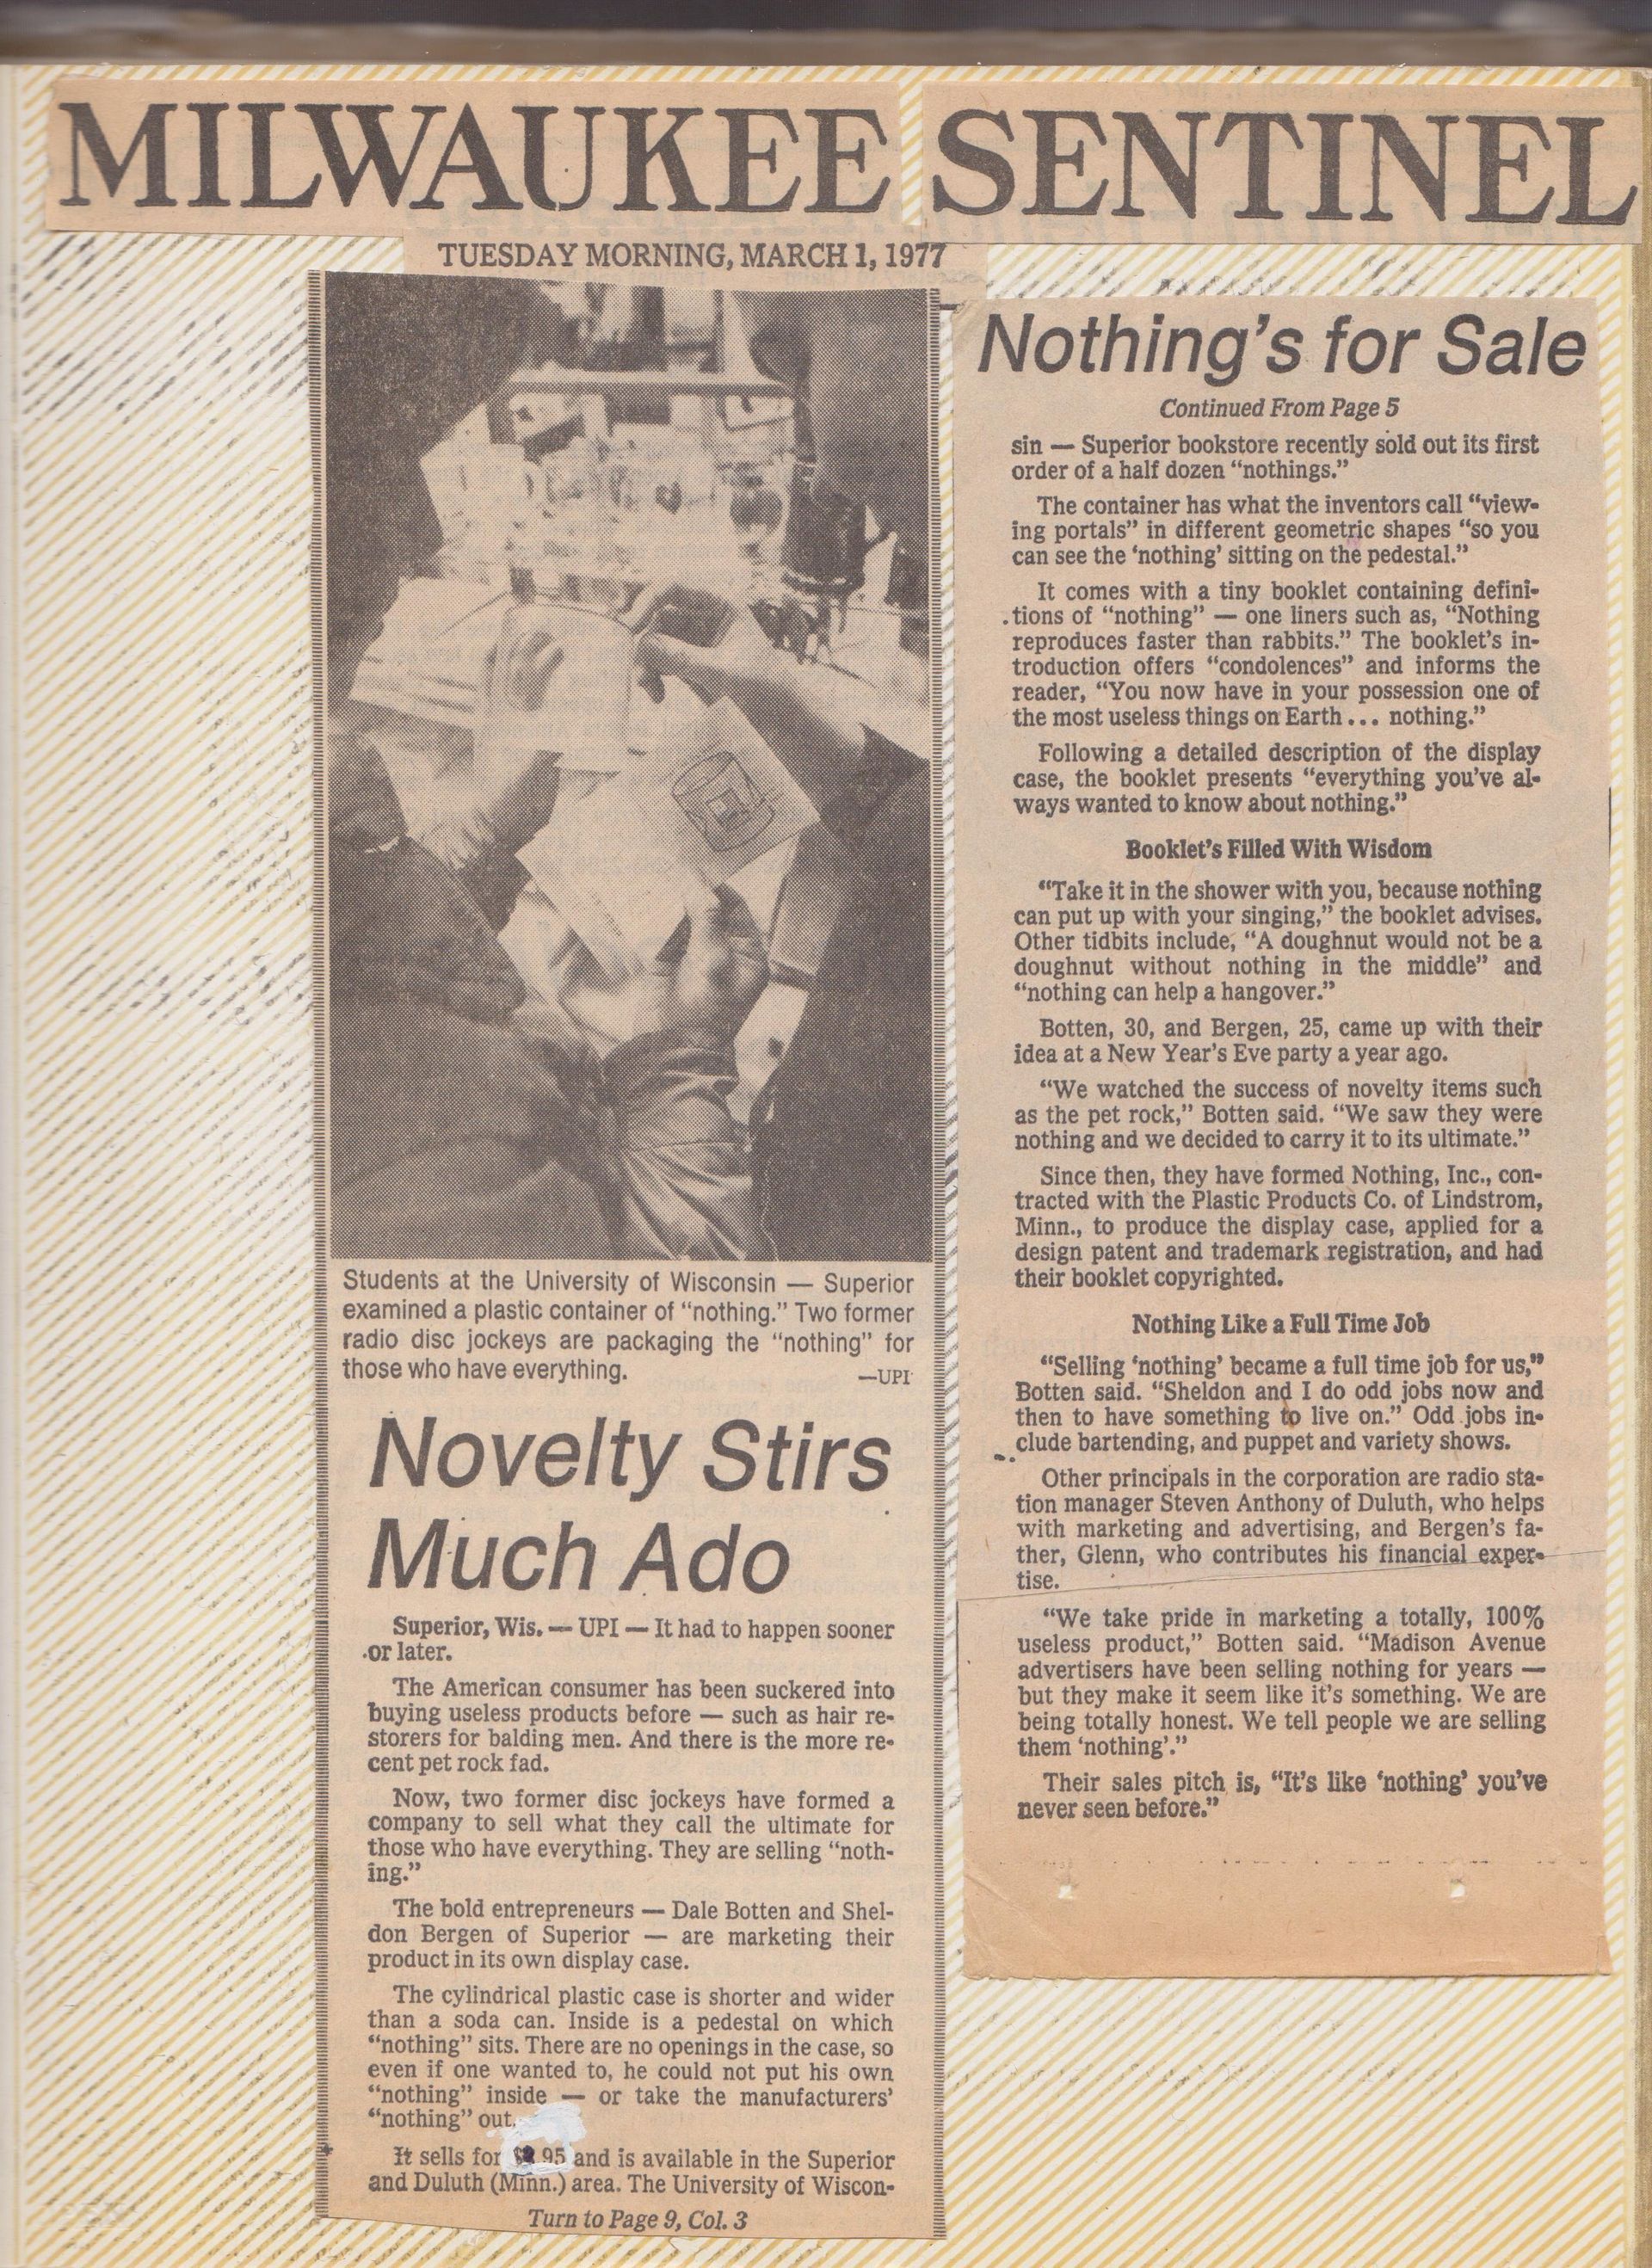 MILWAUKEE SENTINEL
TUESDAY MORNING, MARCH 1, 1977
Students at the University of Wisconsin — Superior
examined a plastic container of “nothing.” Two former
radio disc jockeys are packaging the “nothing” for
those who have everything. —UPI
Novelty Stirs
Much Ado
Superior, Wis. — UPI — It had to happen sooner
or later.
The American consumer has been suckered into
buying useless products before — such as hair re-
storers for balding men. And there is the more re-
cent pet rock fad.
Now, two former disc jockeys have formed a
company to sell what they call the ultimate for
those who have everything. They are selling “noth-
ing.”
The bold entrepreneurs — Dale Botten and Shel-
don Bergen of Superior — are marketing their
product in its own display case.
The cylindrical plastic case is shorter and wider
than a soda can. Inside is a pedestal on which
“nothing” sits. There are no openings in the case, so
even if one wanted to, he could not put his own
“nothing” inside — or take the manufacturers’
“nothing” out.
It sells for 95 and is available in the Superior
and Duluth (Minn.) area. The University of Wiscon-
Turn to Page 9, Col. 3
Nothing’s for Sale
Continued From Page 5
sin — Superior bookstore recently sold out its first
order of a half dozen “nothings.”
The container has what the inventors call “view-
ing portals” in different geometric shapes “so you
can see the ‘nothing’ sitting on the pedestal.”
It comes with a tiny booklet containing defini-
tions of “nothing” — one liners such as, “Nothing
reproduces faster than rabbits.” The booklet’s in-
troduction offers “condolences” and informs the
reader, “You now have in your possession one of
the most useless things on Earth... nothing.”
Following a detailed description of the display
case, the booklet presents “everything you’ve al-
ways wanted to know about nothing.”
Booklet’s Filled With Wisdom
“Take it in the shower with you, because nothing
can put up with your singing,” the booklet advises.
Other tidbits include, “A doughnut would not be a
doughnut without nothing in the middle” and
“nothing can help a hangover.”
Botten, 30, and Bergen, 25, came up with their
idea at a New Year’s Eve party a year ago.
“We watched the success of novelty items such
as the pet rock,” Botten said. “We saw they were
nothing and we decided to carry it to its ultimate.”
Since then, they have formed Nothing, Inc., con-
tracted with the Plastic Products Co. of Lindstrom,
Minn., to produce the display case, applied for a
design patent and trademark registration, and had
their booklet copyrighted.
Nothing Like a Full Time Job
“Selling ‘nothing’ became a full time job for us,”
Botten said. “Sheldon and I do odd jobs now and
then to have something to live on.” Odd jobs in-
clude bartending, and puppet and variety shows.
Other principals in the corporation are radio sta-
tion manager Steven Anthony of Duluth, who helps
with marketing and advertising, and Bergen’s fa-
ther, Glenn, who contributes his financial exper-
tise.
“We take pride in marketing a totally, 100%
useless product,” Botten said. “Madison Avenue
advertisers have been selling nothing for years —
but they make it seem like it’s something. We are
being totally honest. We tell people we are selling
them ‘nothing’.”
Their sales pitch is, “It’s like ‘nothing’ you’ve
never seen before.”